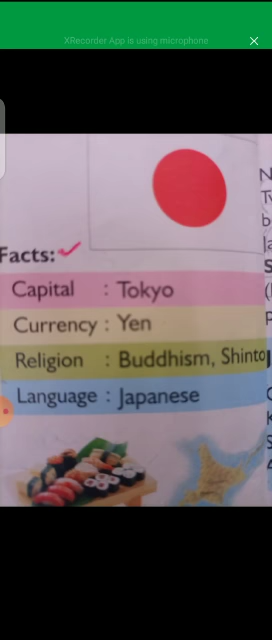 XRecorder App is using microphone
Facts:
Capital : Tokyo
Currency : Yen
Religion : Buddhism, Shinto
Language : Japanese